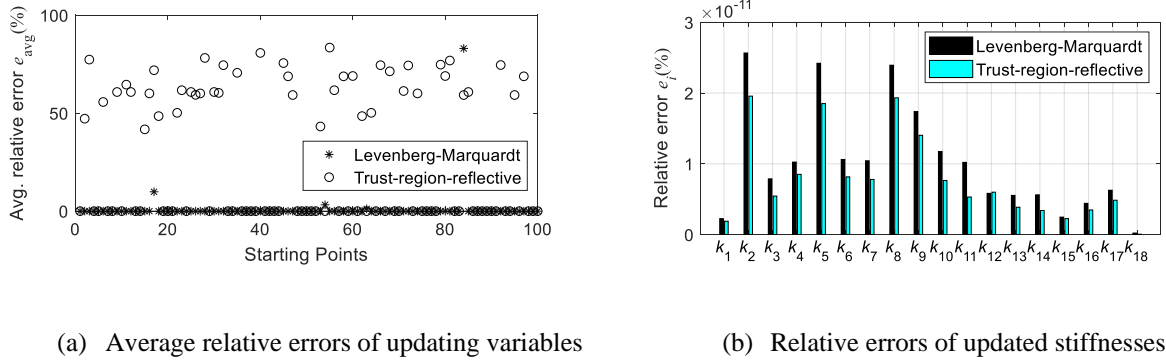 Avg. relative error e_avg(%)
100
50
0
0 20 40 60 80 100
Starting Points
Levenberg-Marquardt
Trust-region-reflective
(a) Average relative errors of updating variables
×10^-11
Relative error e_i(%)
3
2
1
0
Levenberg-Marquardt
Trust-region-reflective
k_1 k_2 k_3 k_4 k_5 k_6 k_7 k_8 k_9 k_10 k_11 k_12 k_13 k_14 k_15 k_16 k_17 k_18
(b) Relative errors of updated stiffnesses